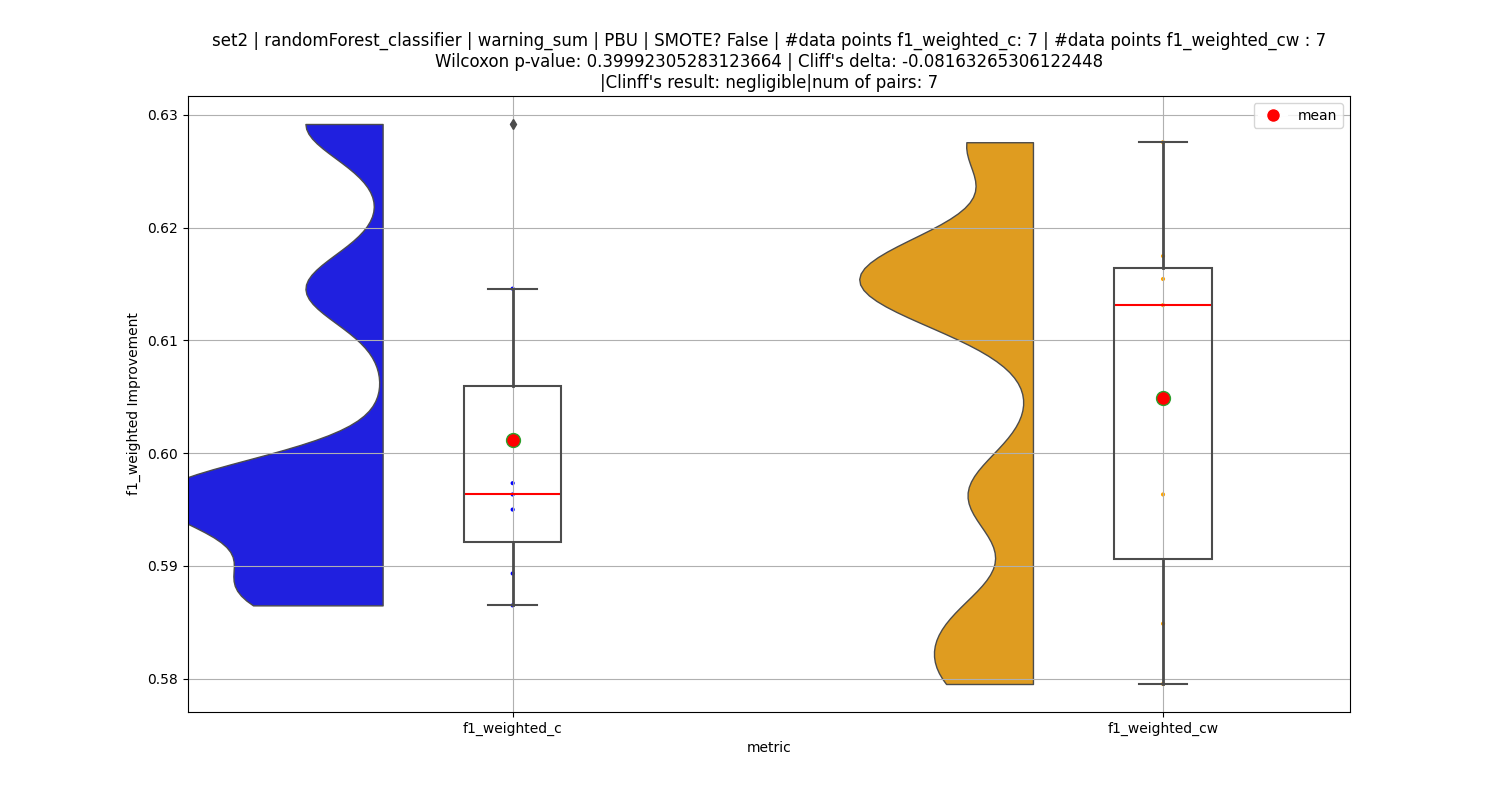 set2 | randomForest_classifier | warning_sum | PBU | SMOTE? False | #data points f1_weighted_c: 7 | #data points f1_weighted_cw : 7
Wilcoxon p-value: 0.39992305283123664 | Cliff's delta: -0.08163265306122448
|Clinff's result: negligible|num of pairs: 7
mean
0.63
0.62
0.61
0.60
0.59
0.58
f1_weighted Improvement
f1_weighted_c
f1_weighted_cw
metric